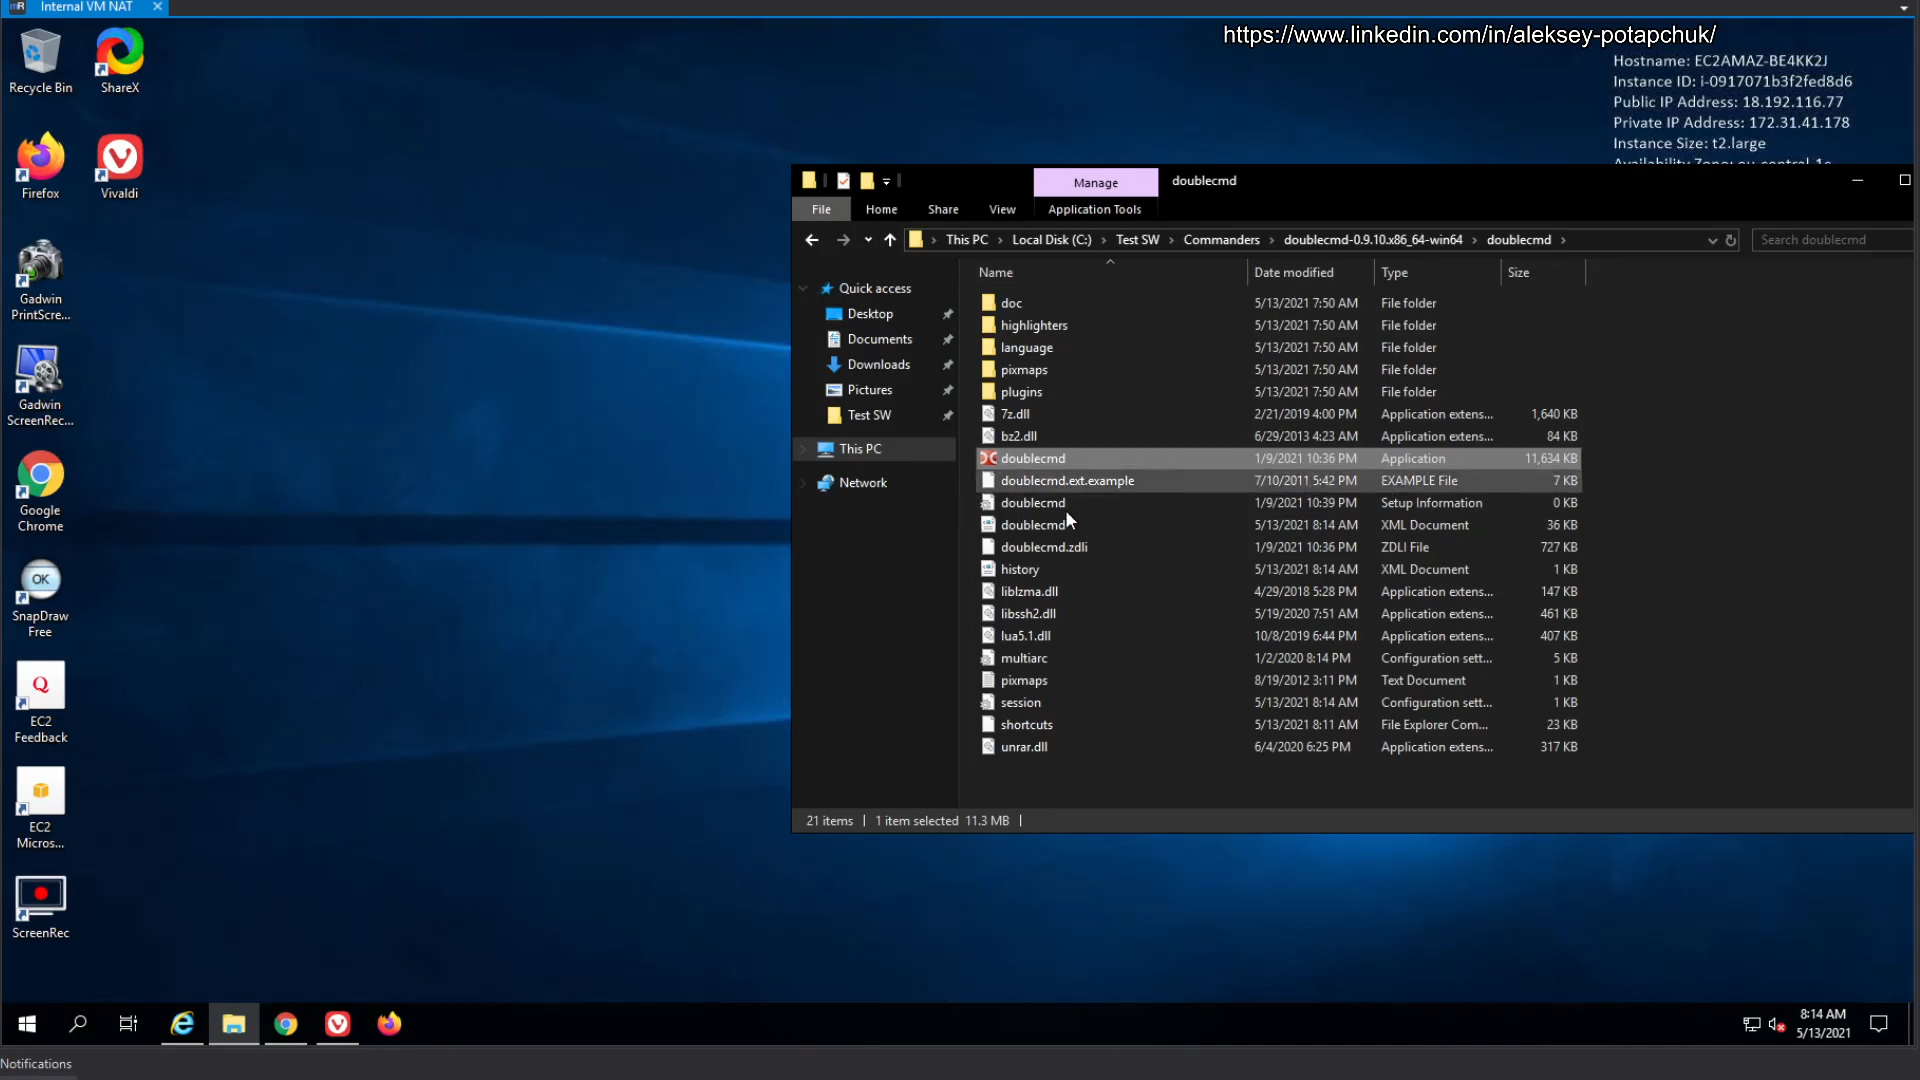 Internal VM NAT
https://www.linkedin.com/in/aleksey-potapchuk/
Hostname: EC2AMAZ-BE4KK2J
Instance ID: i-0917071b3f2fed8d6
Public IP Address: 18.192.116.77
Private IP Address: 172.31.41.178
Instance Size: t2.large
Availability Zone: eu-central-1c
Recycle Bin
ShareX
Firefox
Vivaldi
Gadwin
PrintScre...
Gadwin
ScreenRec...
Google
Chrome
OK
SnapDraw
Free
EC2
Feedback
EC2
Micros...
ScreenRec
Manage
doublecmd
File
Home
Share
View
Application Tools
This PC
Local Disk (C:)
Test SW
Commanders
doublecmd-0.9.10.x86_64-win64
doublecmd
Search doublecmd
Quick access
Desktop
Documents
Downloads
Pictures
Test SW
This PC
Network
Name Date modified Type Size
doc 5/13/2021 7:50 AM File folder
highlighters 5/13/2021 7:50 AM File folder
language 5/13/2021 7:50 AM File folder
pixmaps 5/13/2021 7:50 AM File folder
plugins 5/13/2021 7:50 AM File folder
7z.dll 2/21/2019 4:00 PM Application extens... 1,640 KB
bz2.dll 6/29/2013 4:23 AM Application extens... 84 KB
doublecmd 1/9/2021 10:36 PM Application 11,634 KB
doublecmd.ext.example 7/10/2011 5:42 PM EXAMPLE File 7 KB
doublecmd 1/9/2021 10:39 PM Setup Information 0 KB
doublecmd 5/13/2021 8:14 AM XML Document 36 KB
doublecmd.zdli 1/9/2021 10:36 PM ZDLI File 727 KB
history 5/13/2021 8:14 AM XML Document 1 KB
liblzma.dll 4/29/2018 5:28 PM Application extens... 147 KB
libssh2.dll 5/19/2020 7:51 AM Application extens... 461 KB
lua5.1.dll 10/8/2019 6:44 PM Application extens... 407 KB
multiarc 1/2/2020 8:14 PM Configuration sett... 5 KB
pixmaps 8/19/2012 3:11 PM Text Document 1 KB
session 5/13/2021 8:14 AM Configuration sett... 1 KB
shortcuts 5/13/2021 8:11 AM File Explorer Com... 23 KB
unrar.dll 6/4/2020 6:25 PM Application extens... 317 KB
21 items 1 item selected 11.3 MB
8:14 AM
5/13/2021
Notifications